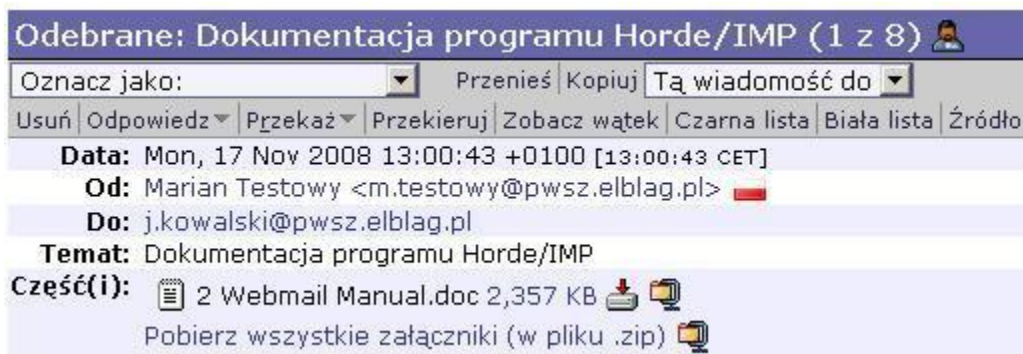 Odebrane: Dokumentacja programu Horde/IMP (1 z 8)
Oznacz jako: Przenieś Kopiuj Tą wiadomość do
Usuń Odpowiedz Przekaż Przekieruj Zobacz wątek Czarna lista Biała lista Źródło
Data: Mon, 17 Nov 2008 13:00:43 +0100 [13:00:43 CET]
Od: Marian Testowy <m.testowy@pwsz.elblag.pl>
Do: j.kowalski@pwsz.elblag.pl
Temat: Dokumentacja programu Horde/IMP
Część(i): 2 Webmail Manual.doc 2,357 KB
Pobierz wszystkie załączniki (w pliku .zip)